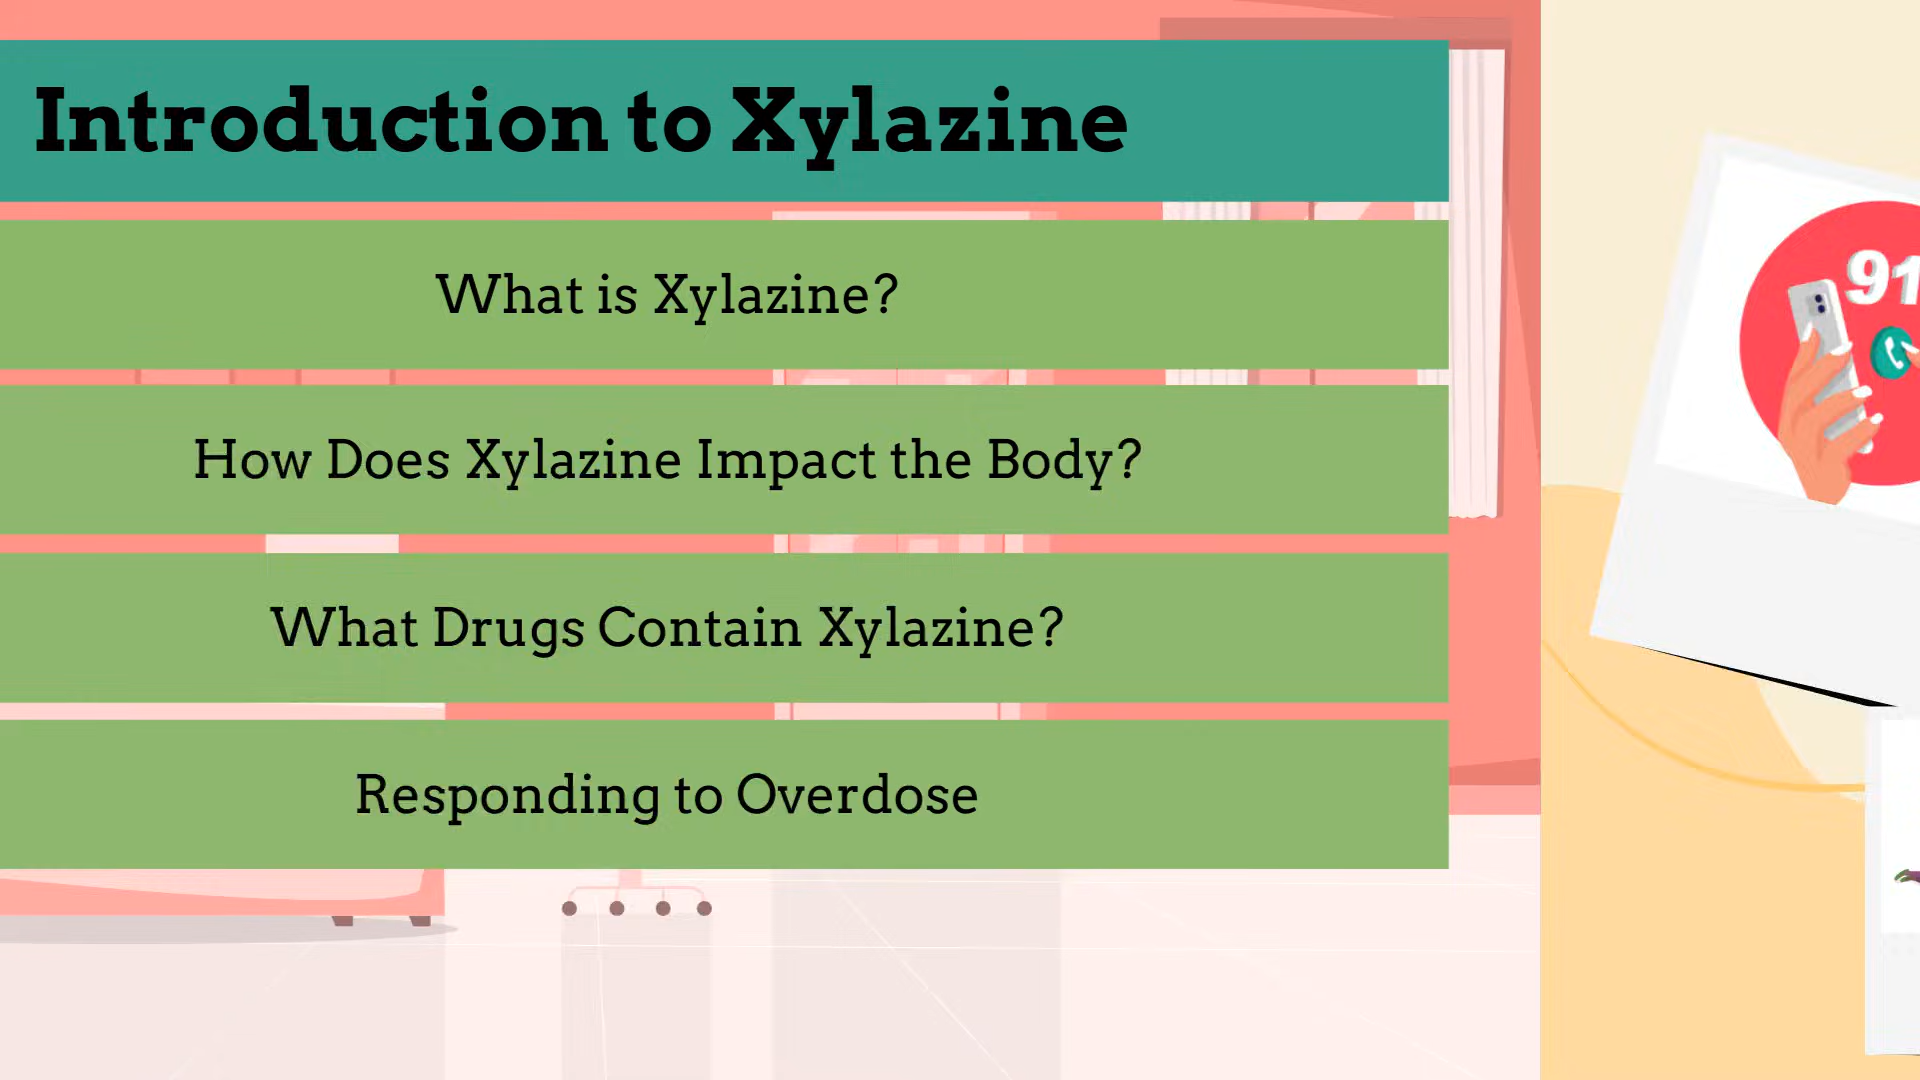 Introduction to Xylazine
What is Xylazine?
How Does Xylazine Impact the Body?
What Drugs Contain Xylazine?
Responding to Overdose
91